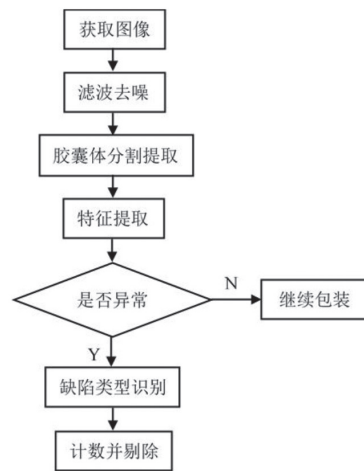 获取图像
滤波去噪
胶囊体分割提取
特征提取
是否异常
N
继续包装
Y
缺陷类型识别
计数并剔除